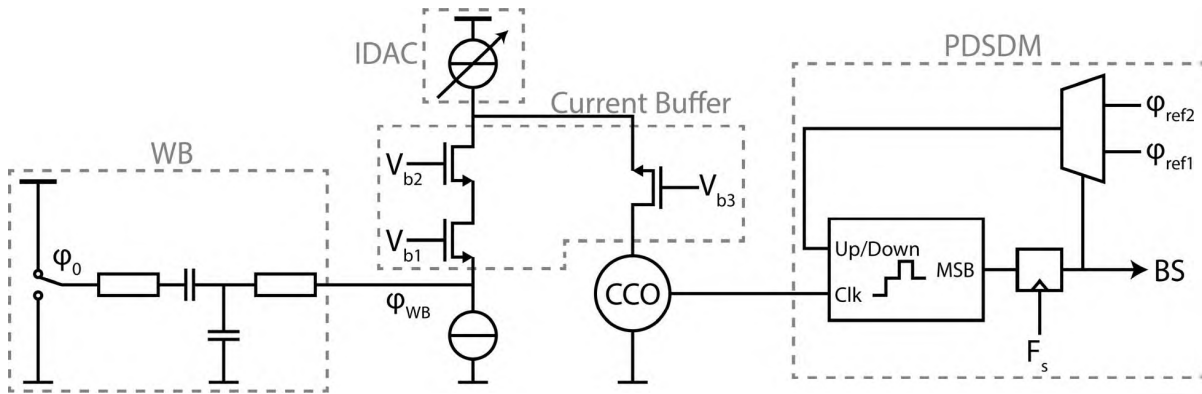 IDAC
PDSDM
Current Buffer
WB
φref2
φref1
Vb2
Vb3
Vb1
φ0
φWB
CCO
Up/Down
MSB
Clk
BS
Fs